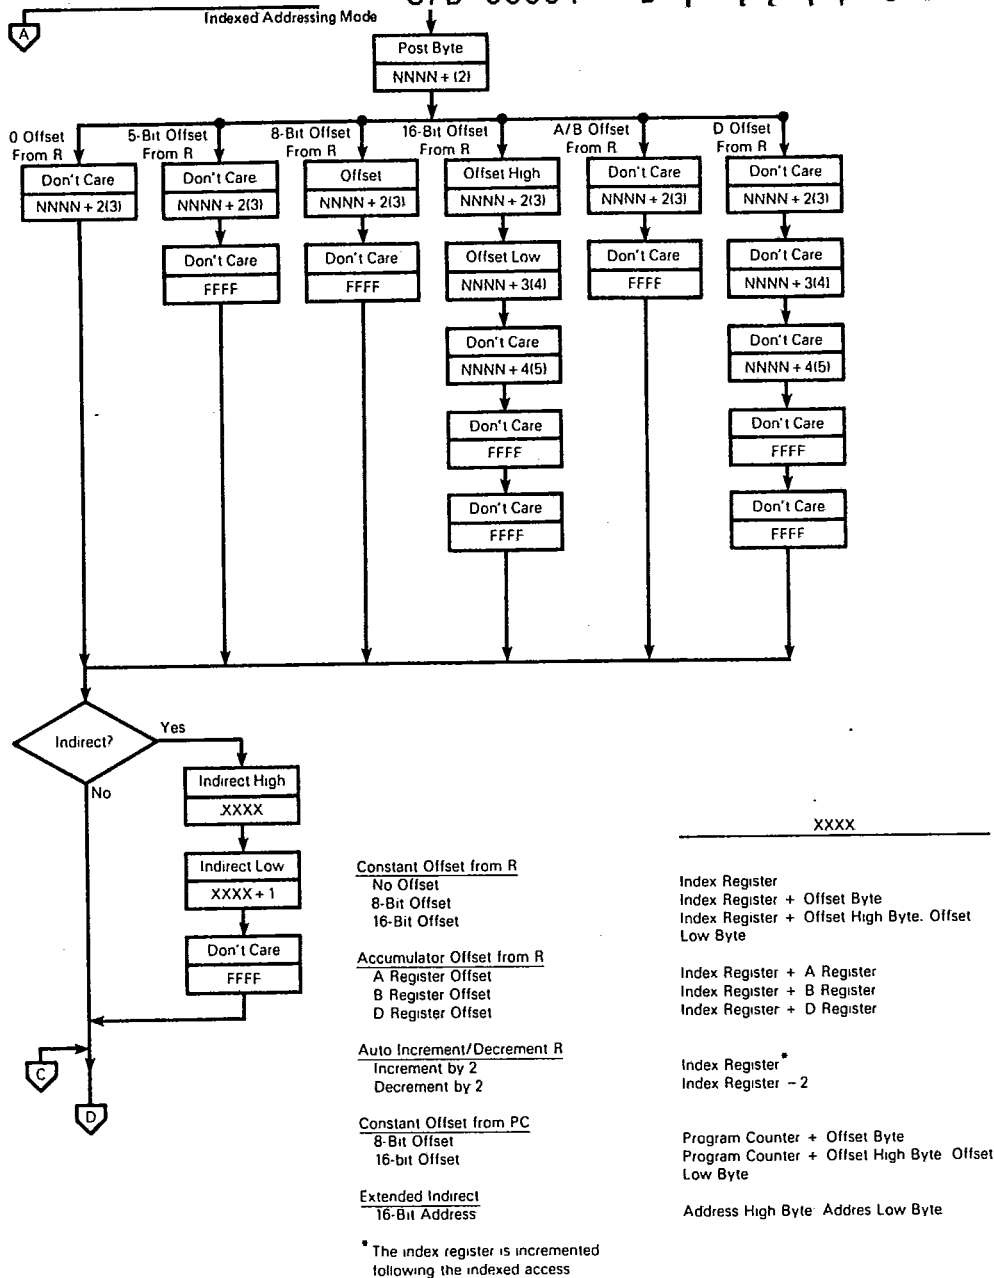 Indexed Addressing Mode
A
Post Byte
NNNN + (2)
0 Offset
From R
5-Bit Offset
From R
8-Bit Offset
From R
16-Bit Offset
From R
A/B Offset
From R
D Offset
From R
Don't Care
NNNN + 2(3)
Don't Care
NNNN + 2(3)
Offset
NNNN + 2(3)
Offset High
NNNN + 2(3)
Don't Care
NNNN + 2(3)
Don't Care
NNNN + 2(3)
Don't Care
FFFF
Don't Care
FFFF
Offset Low
NNNN + 3(4)
Don't Care
FFFF
Don't Care
NNNN + 3(4)
Don't Care
NNNN + 4(5)
Don't Care
NNNN + 4(5)
Don't Care
FFFF
Don't Care
FFFF
Don't Care
FFFF
Don't Care
FFFF
Indirect?
Yes
No
Indirect High
XXXX
Indirect Low
XXXX + 1
Don't Care
FFFF
C
D
XXXX
Constant Offset from R
No Offset Index Register
8-Bit Offset Index Register + Offset Byte
16-Bit Offset Index Register + Offset High Byte. Offset
Low Byte
Accumulator Offset from R
A Register Offset Index Register + A Register
B Register Offset Index Register + B Register
D Register Offset Index Register + D Register
Auto Increment/Decrement R
Increment by 2 Index Register*
Decrement by 2 Index Register - 2
Constant Offset from PC
8-Bit Offset Program Counter + Offset Byte
16-bit Offset Program Counter + Offset High Byte Offset
Low Byte
Extended Indirect
16-Bit Address Address High Byte Addres Low Byte
* The index register is incremented
following the indexed access